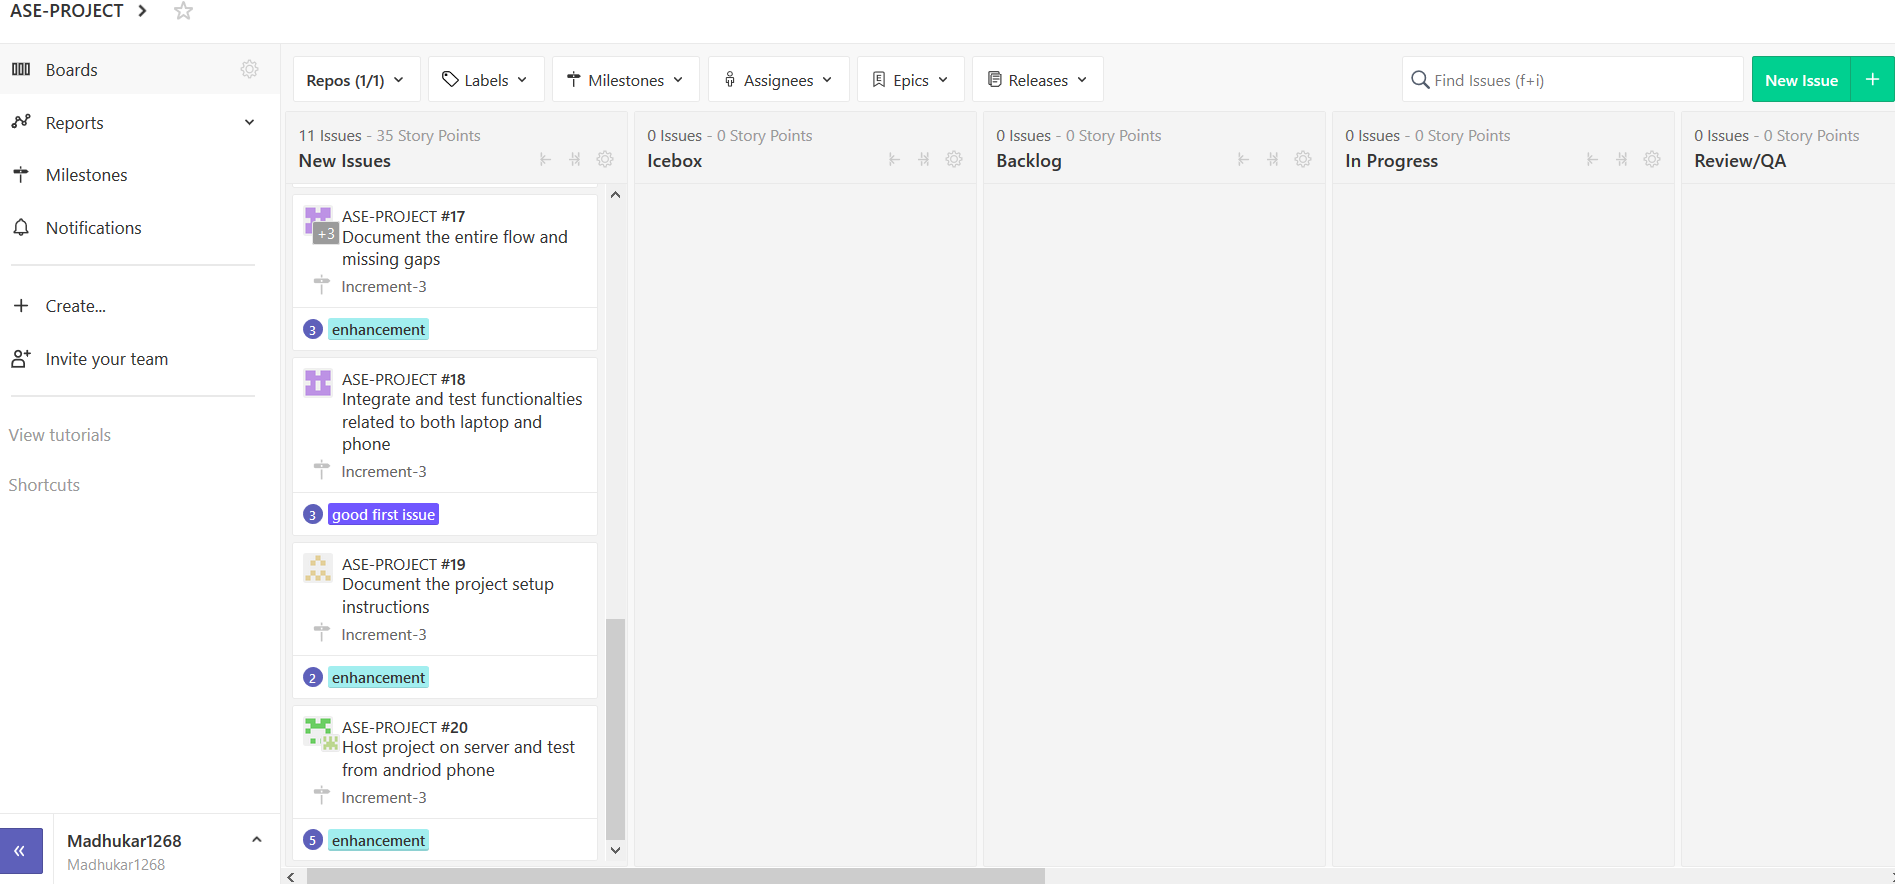 ASE-PROJECT
Boards
Reports
Milestones
Notifications
Create...
Invite your team
View tutorials
Shortcuts
Madhukar1268
Madhukar1268
Repos (1/1)
Labels
Milestones
Assignees
Epics
Releases
Find Issues (f+i)
New Issue
11 Issues - 35 Story Points
New Issues
ASE-PROJECT #17
+3
Document the entire flow and
missing gaps
Increment-3
3 enhancement
ASE-PROJECT #18
Integrate and test functionalties
related to both laptop and
phone
Increment-3
3 good first issue
ASE-PROJECT #19
Document the project setup
instructions
Increment-3
2 enhancement
ASE-PROJECT #20
Host project on server and test
from andriod phone
Increment-3
5 enhancement
0 Issues - 0 Story Points
Icebox
0 Issues - 0 Story Points
Backlog
0 Issues - 0 Story Points
In Progress
0 Issues - 0 Story Points
Review/QA